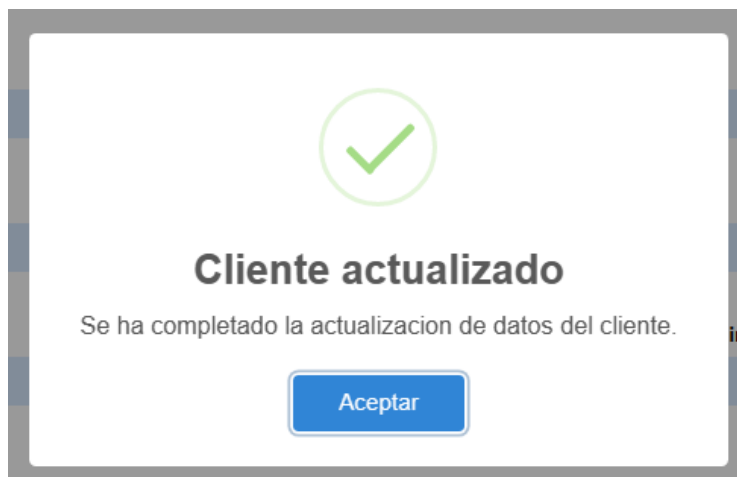 Cliente actualizado
Se ha completado la actualizacion de datos del cliente.
Aceptar